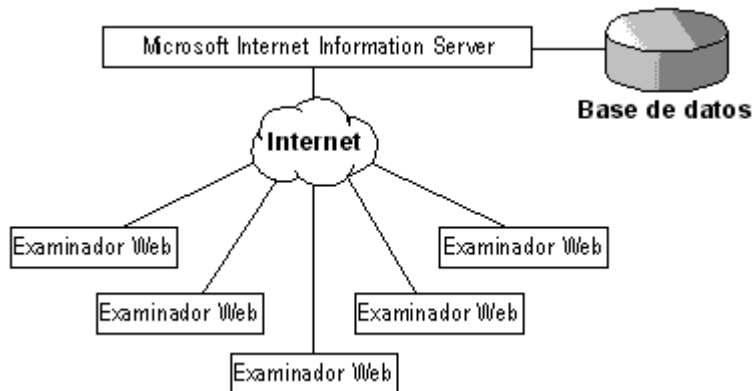 Microsoft Internet Information Server
Base de datos
Internet
Examinador Web
Examinador Web
Examinador Web
Examinador Web
Examinador Web